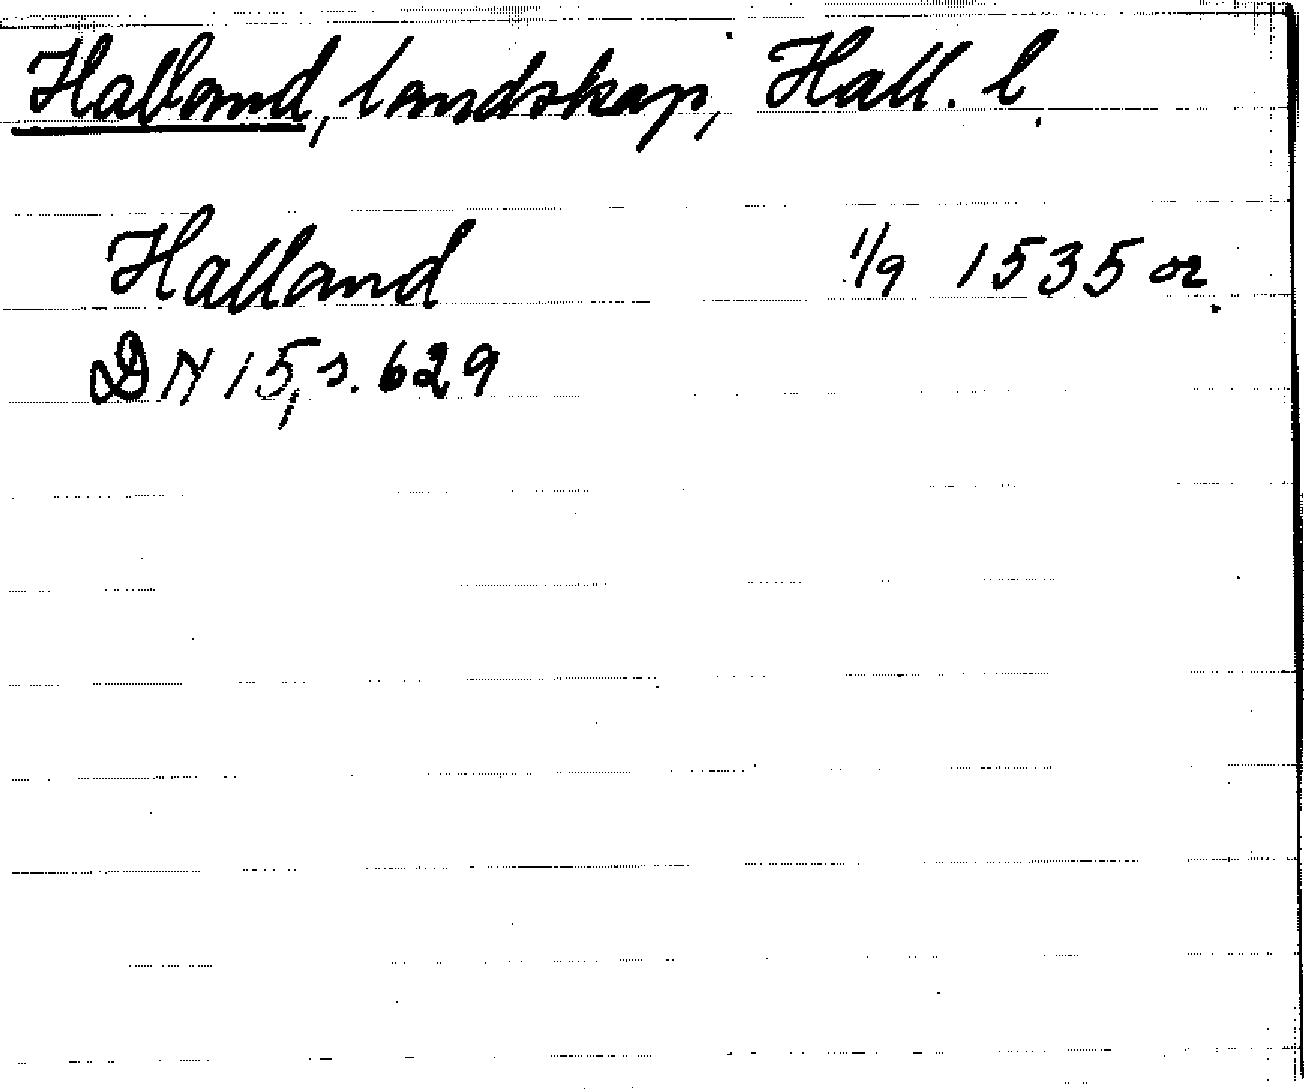 Halland, landskap, Hall. l.
Halland 1/9 1535 or.
DN 15, s. 629